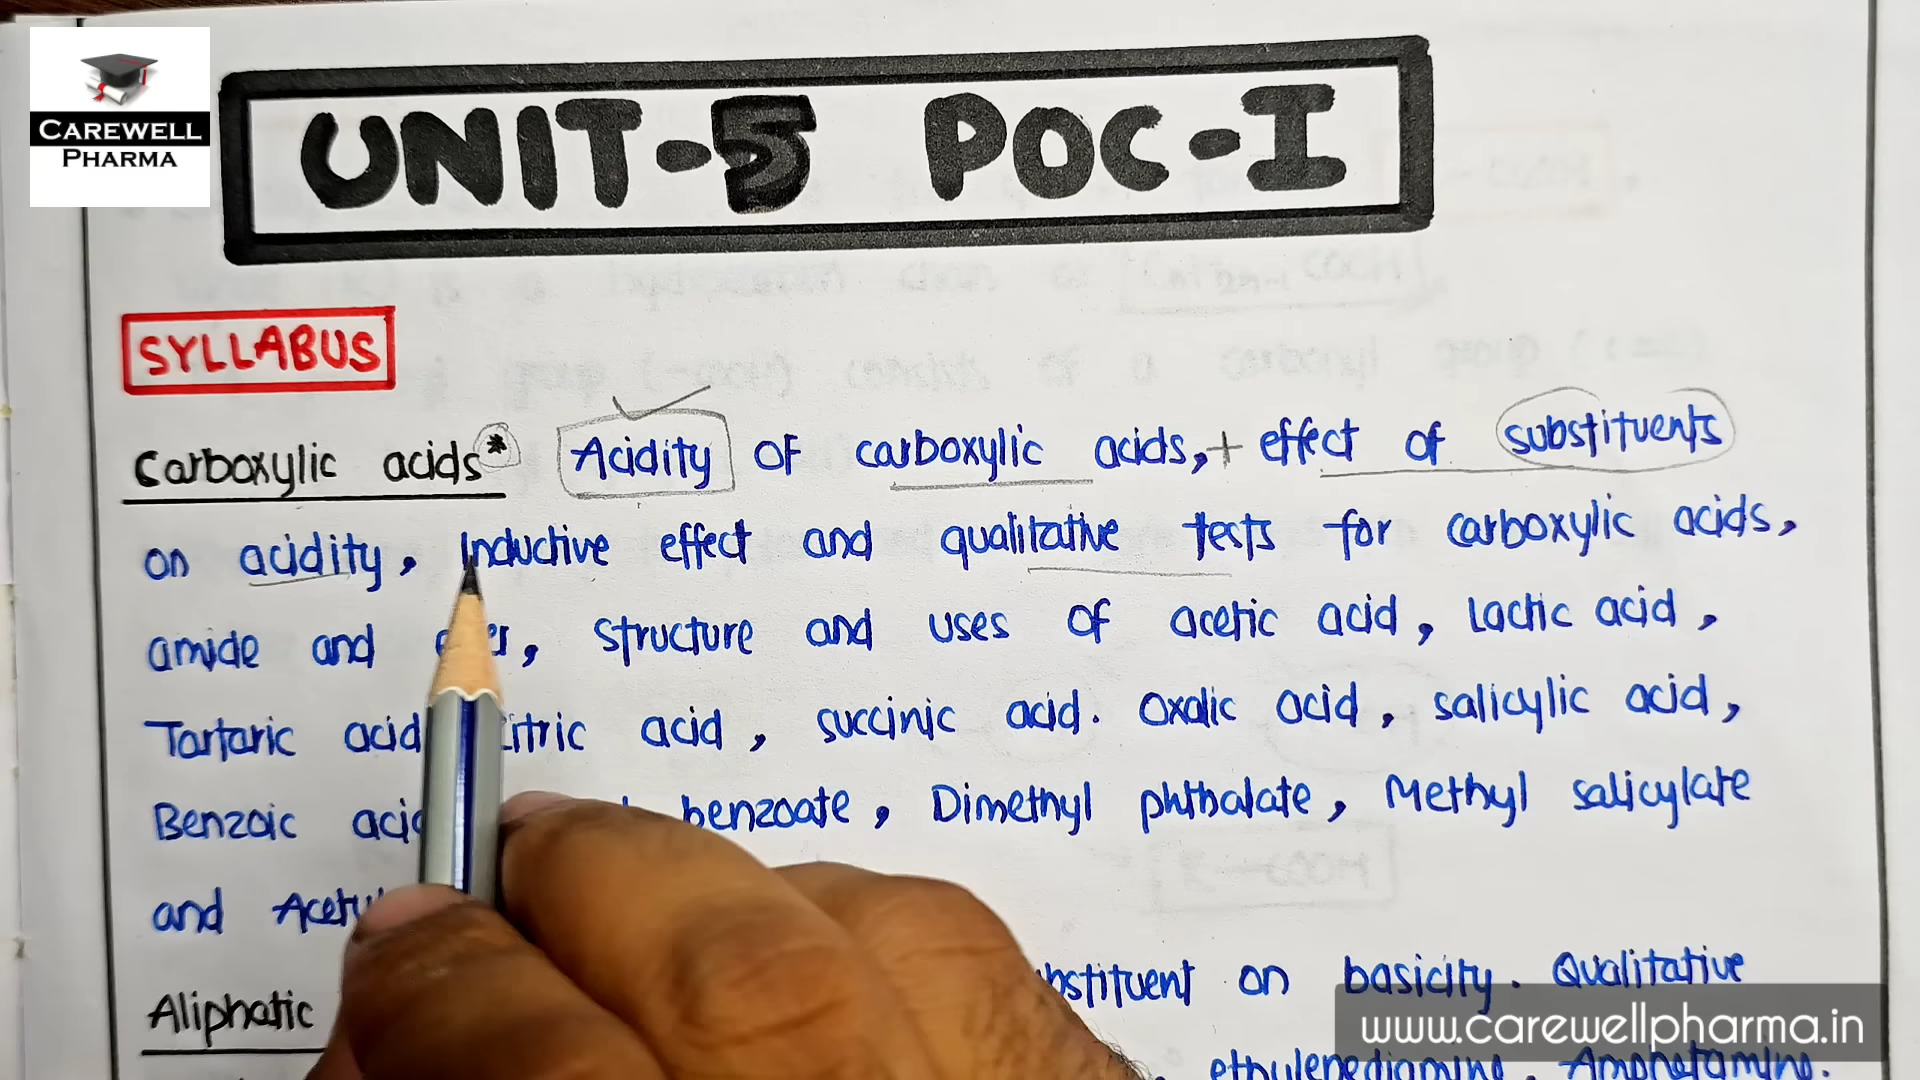 CAREWELL
PHARMA
UNIT-5 POC-I
SYLLABUS
Carboxylic acids* Acidity of carboxylic acids, + effect of substituents
on acidity, Inductive effect and qualitative tests for carboxylic acids,
amide and, structure and uses of acetic acid, Lactic acid,
Tartaric acid citric acid, succinic acid. Oxalic acid, salicylic acid,
Benzoic benzoate, Dimethyl phthalate, Methyl salicylate
and
Aliphatic on basicity. Qualitative
www.carewellpharma.in